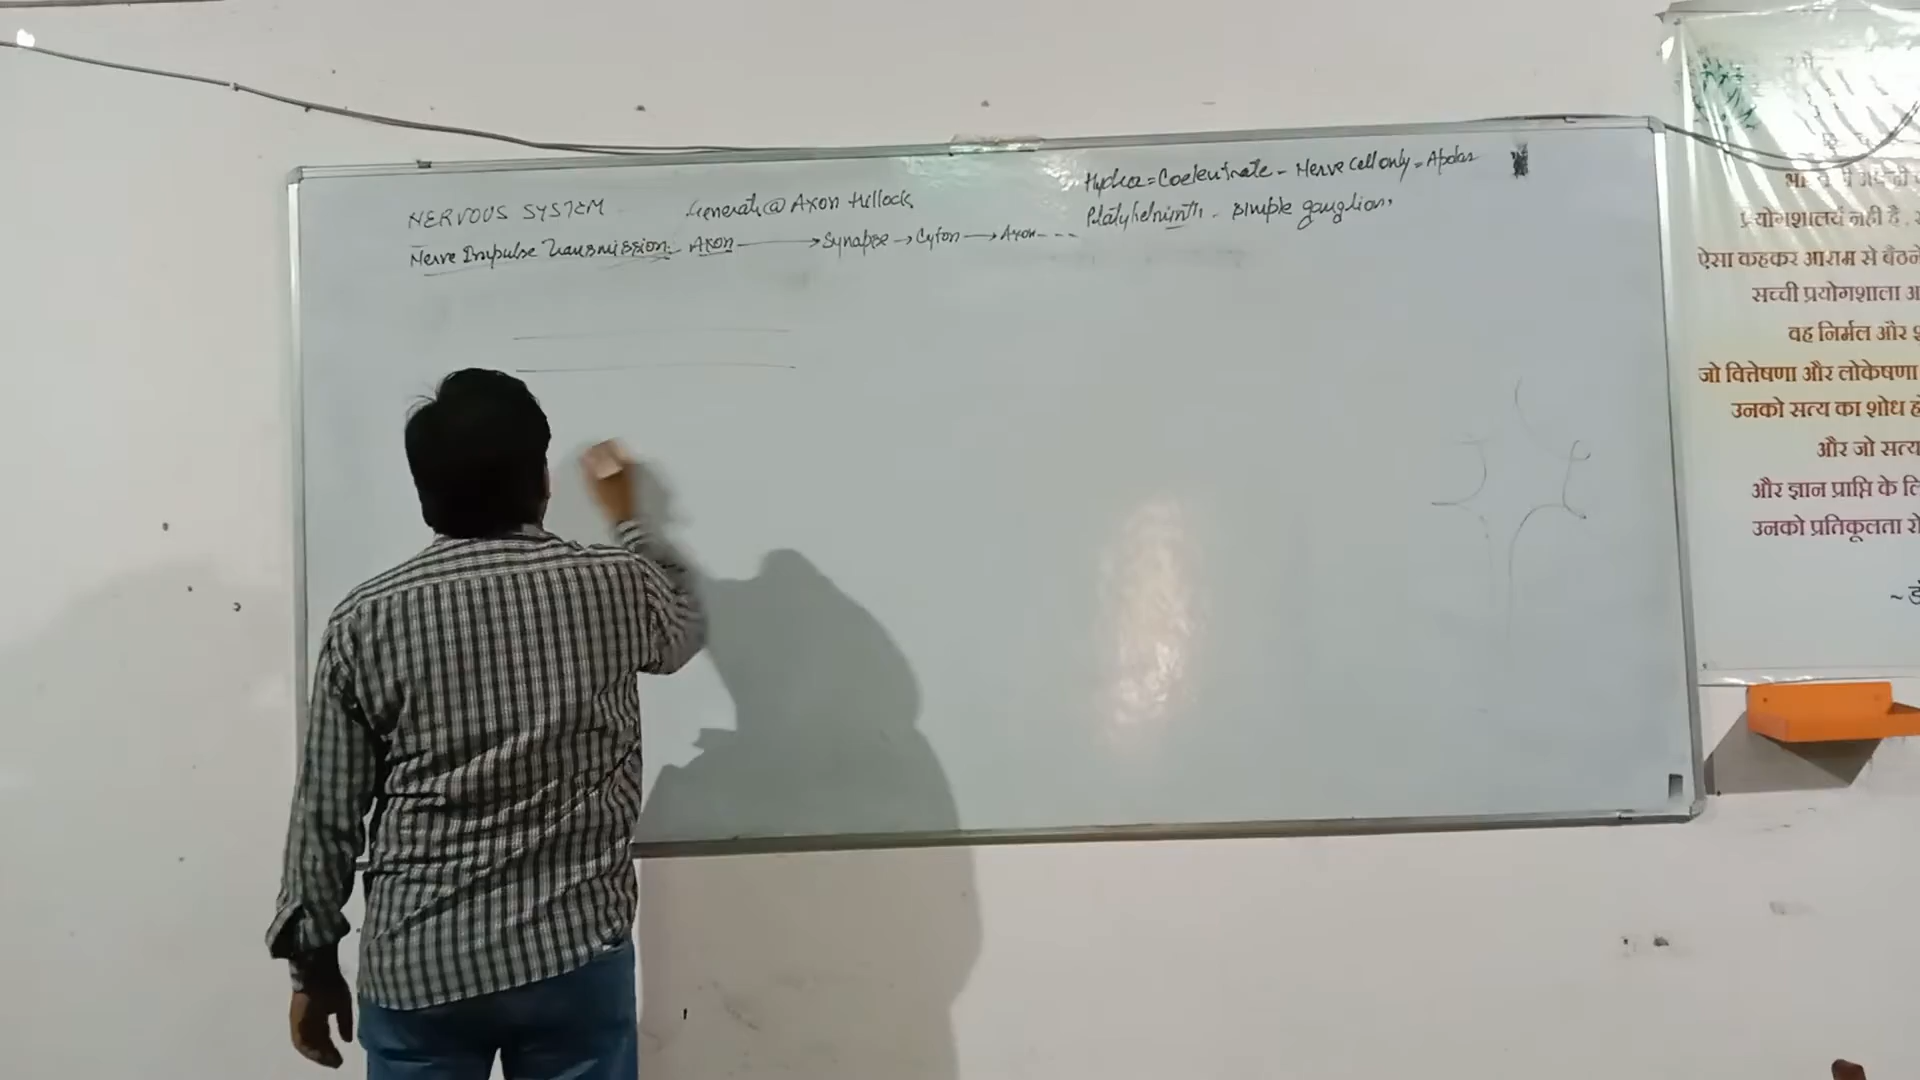 NERVOUS SYSTEM
Generate @ Axon Hillock
Nerve Impulse Transmission:- Axon → Synapse → Cyton → Axon - - -
Hydra = Coelentrate - Nerve cell only = Apolar
Platyhelminth - Simple ganglion
प्रयोगशालायें नहीं है,
ऐसा कहकर आराम से बैठने
सच्ची प्रयोगशाला
वह निर्मल और
जो वित्तेषणा और लोकेषणा
उनको सत्य का शोध
और जो सत्य
और ज्ञान प्राप्ति के
उनको प्रतिकूलता
~